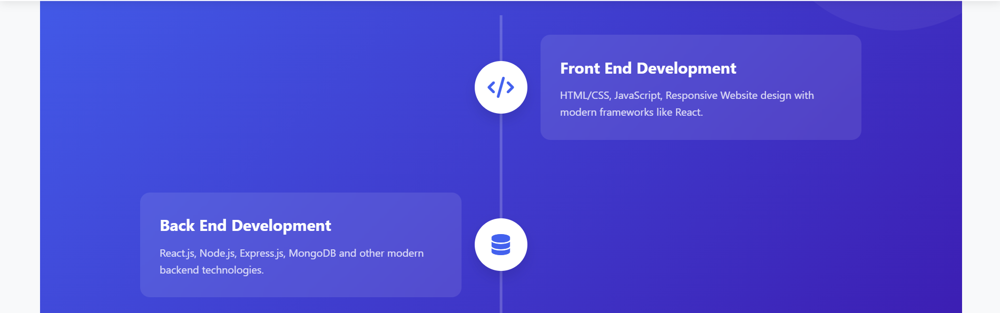 Front End Development
HTML/CSS, JavaScript, Responsive Website design with
modern frameworks like React.
Back End Development
React.js, Node.js, Express.js, MongoDB and other modern
backend technologies.